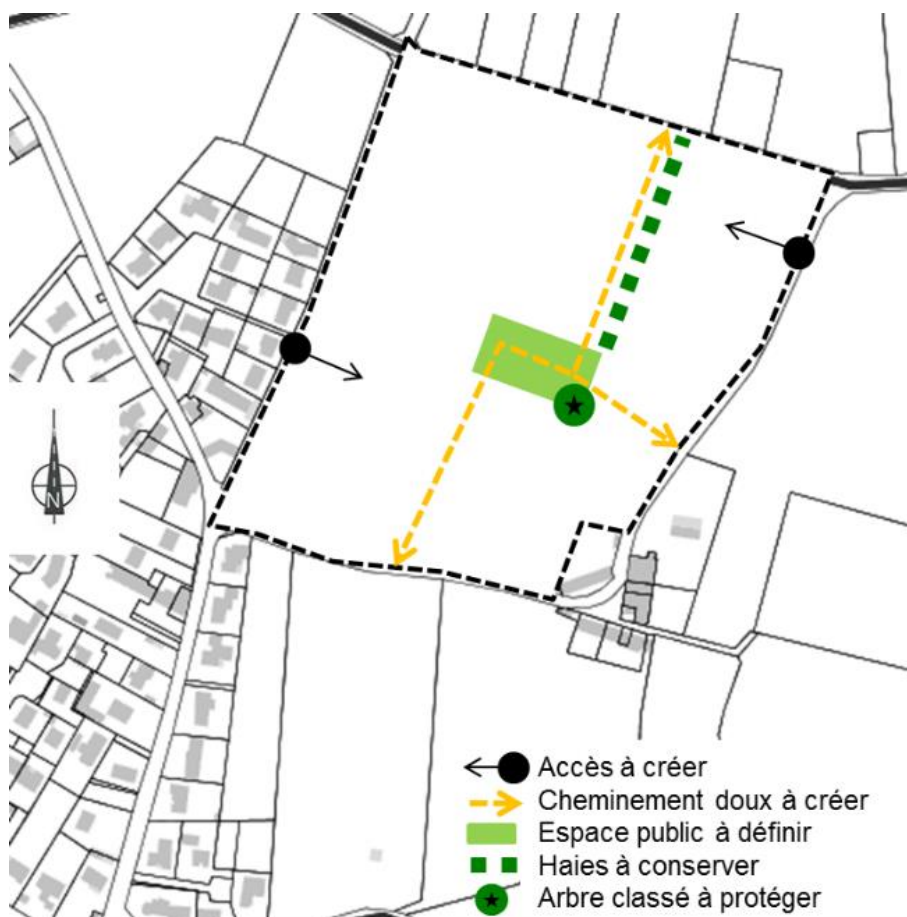 N
Accès à créer
Cheminement doux à créer
Espace public à définir
Haies à conserver
Arbre classé à protéger